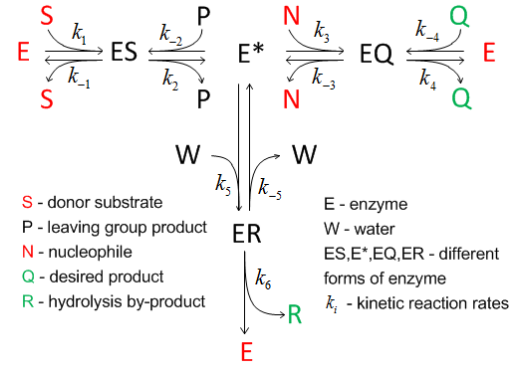 S P N N Q
k₁ k₋₂ k₃ k₋₄
E ES E* EQ E
k₋₁ k₂ k₋₃ k₄
S P N Q
W W
k₅ k₋₅
ER
k₆
R
E
S - donor substrate
P - leaving group product
N - nucleophile
Q - desired product
R - hydrolysis by-product
E - enzyme
W - water
ES,E*,EQ,ER - different
forms of enzyme
kᵢ - kinetic reaction rates